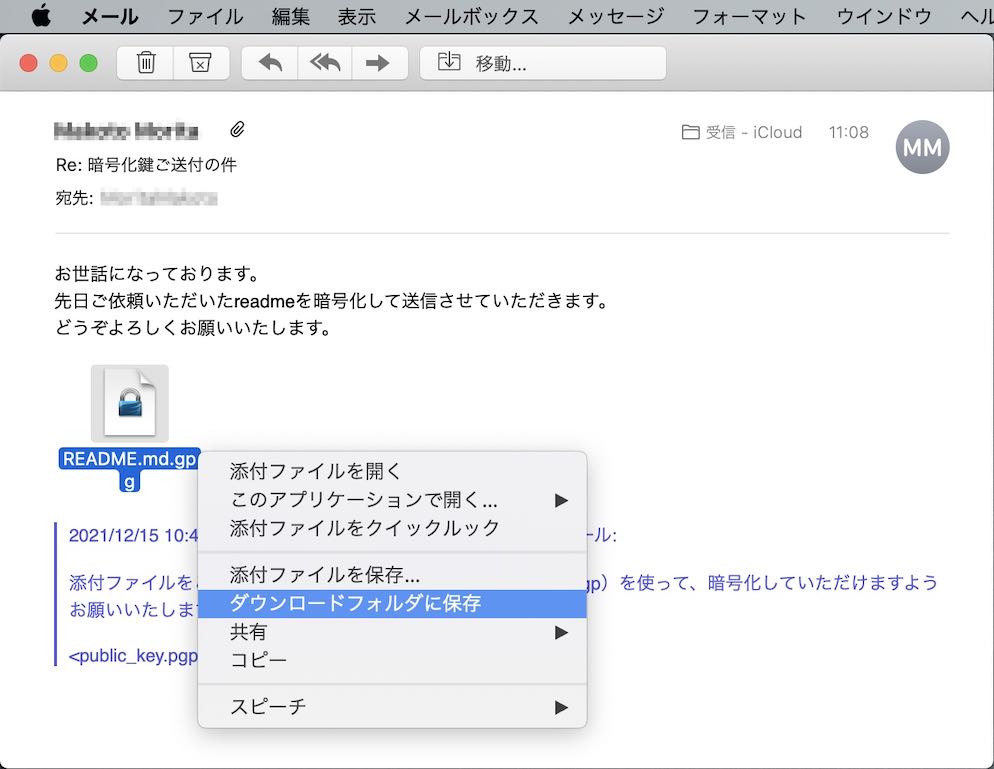 メール ファイル 編集 表示 メールボックス メッセージ フォーマット ウインドウ ヘル
移動...
受信 - iCloud 11:08
MM
Re: 暗号化鍵ご送付の件
宛先:
お世話になっております。
先日ご依頼いただいたreadmeを暗号化して送信させていただきます。
どうぞよろしくお願いいたします。
README.md.gp
g
添付ファイルを開く
このアプリケーションで開く...
添付ファイルをクイックルック
添付ファイルを保存...
ダウンロードフォルダに保存
共有
コピー
スピーチ
2021/12/15 10:4 ール:
添付ファイルを gp）を使って、暗号化していただけますよう
お願いいたしま
<public_key.pgp